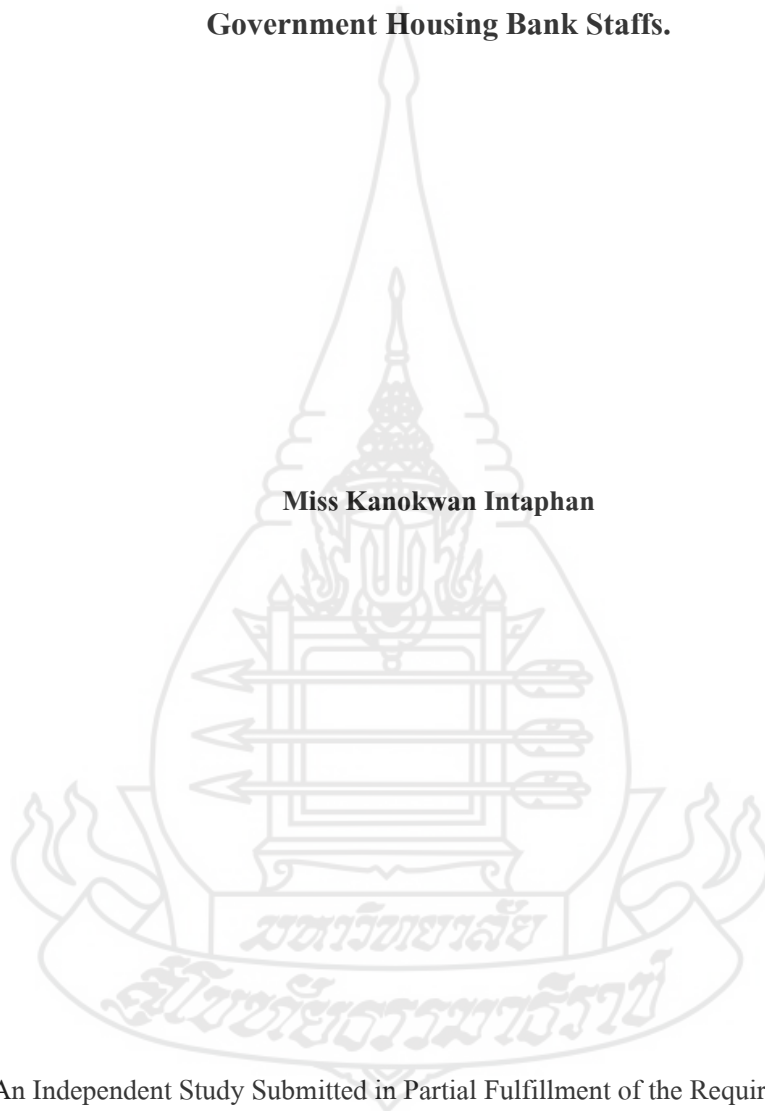 Government Housing Bank Staffs.
Miss Kanokwan Intaphan
มหาวิทยาลัย
สุโขทัยธรรมาธิราช
An Independent Study Submitted in Partial Fulfillment of the Requir